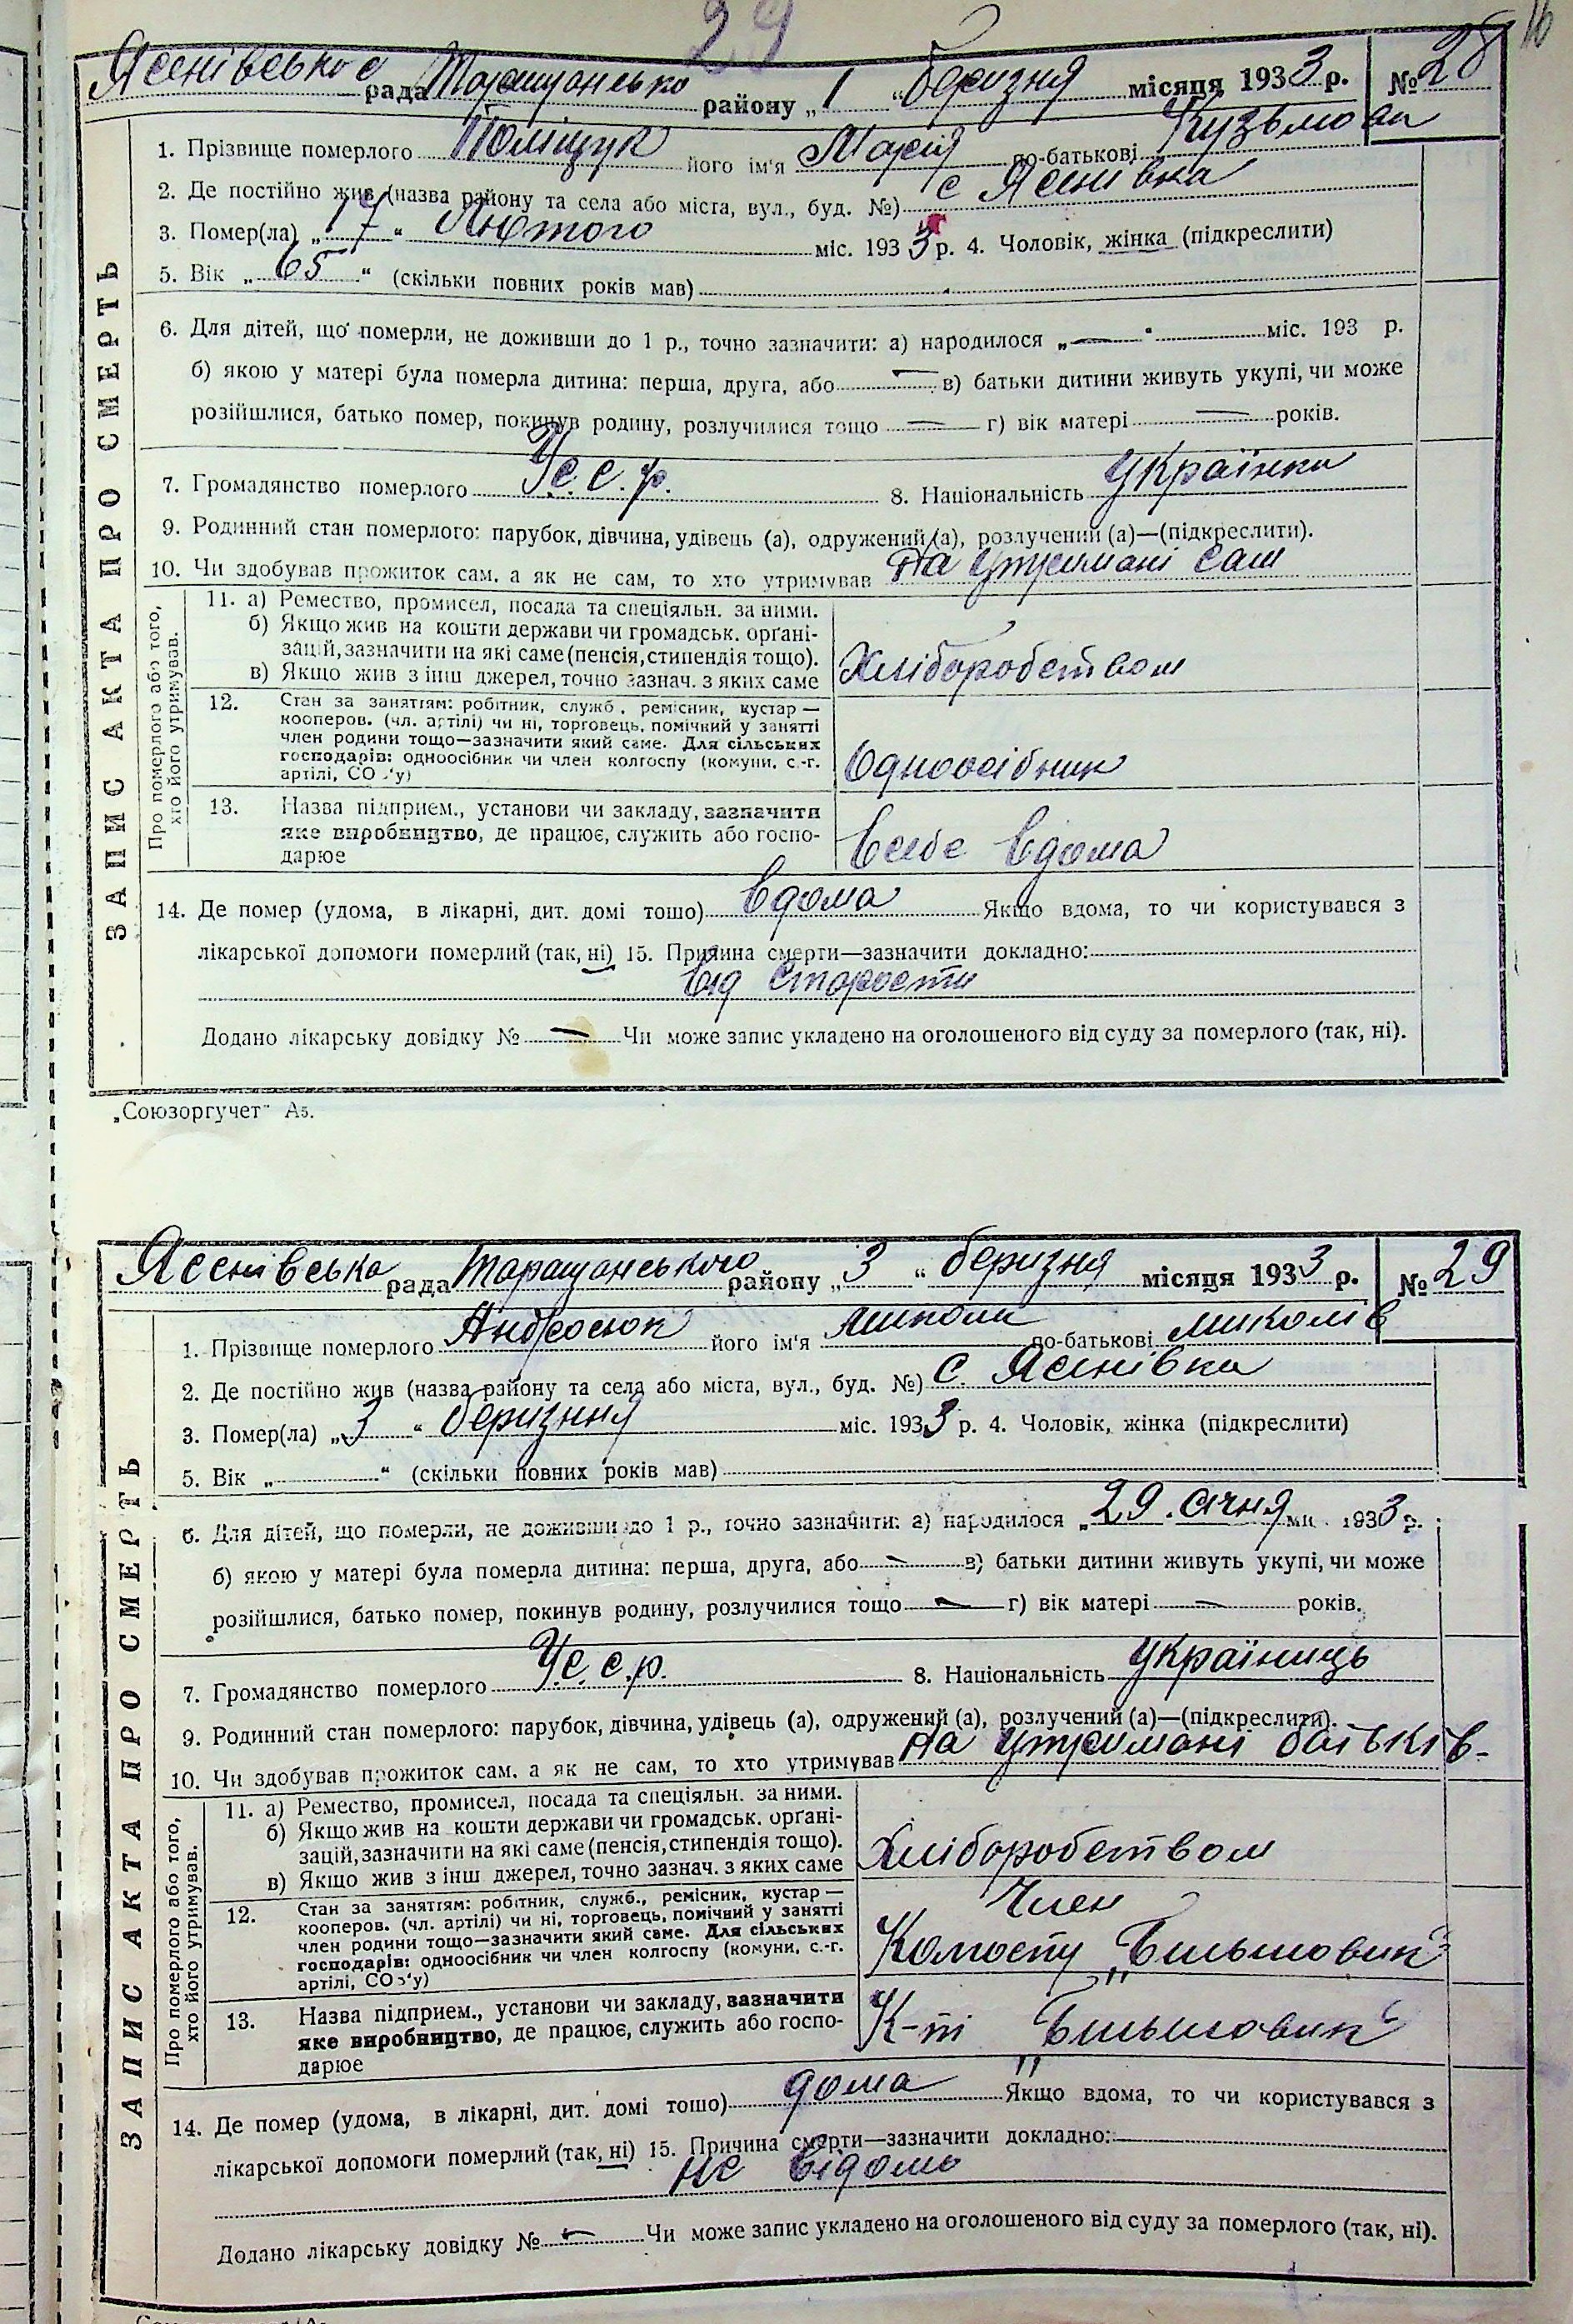 29
16
Ясенівське рада Таращансько району „1“ березня місяця 1933 р. № 28
1. Прізвище померлого Поліщук його ім'я Марія по-батькові
2. Де постійно жив (назва району та села або міста, вул., буд. №) с Ясенівка
3. Помер(ла) „17“ Лютого міс. 1933 р. 4. Чоловік, жінка (підкреслити)
5. Вік „65“ (скільки повних років мав)
6. Для дітей, що померли, не доживши до 1 р., точно зазначити: а) народилося „—“ міс. 193 р.
б) якою у матері була померла дитина: перша, друга, або — в) батьки дитини живуть укупі, чи може
розійшлися, батько помер, покинув родину, розлучилися тощо — г) вік матері — років.
7. Громадянство померлого У.с.с.р. 8. Національність українка
9. Родинний стан померлого: парубок, дівчина, удівець (а), одружений (а), розлучений (а)—(підкреслити).
10. Чи здобував прожиток сам, а як не сам, то хто утримував на утримані
ЗАПИС АКТА ПРО СМЕРТЬ
Про померлого або того,
хто його утримував.
11. а) Ремество, промисел, посада та спеціяльн. за ними.
б) Якщо жив на кошти держави чи громадськ. органі-
зацій, зазначити на які саме (пенсія, стипендія тощо).
в) Якщо жив з інш джерел, точно зазнач. з яких саме
Хліборобством
12. Стан за заняттям: робітник, служб., ремісник, кустар —
кооперов. (чл. артілі) чи ні, торговець, помічний у занятті
член родини тощо—зазначити який саме. Для сільських
господарів: одноосібник чи член колгоспу (комуни, с.-г.
артілі, СОЗ'у)
Одноосібник
13. Назва підприєм., установи чи закладу, зазначити
яке виробництво, де працює, служить або госпо-
дарює
в себе вдома
14. Де помер (удома, в лікарні, дит. домі тощо) вдома Якщо вдома, то чи користувався з
лікарської допомоги померлий (так, ні) 15. Причина смерти—зазначити докладно:
від старости
Додано лікарську довідку № — Чи може запис укладено на оголошеного від суду за померлого (так, ні).
„Союзоргучет" А5.
Ясенівська рада Таращанського району „3“ березня місяця 1933 р. № 29
1. Прізвище померлого Андросюк його ім'я Микола по-батькові Миколів
2. Де постійно жив (назва району та села або міста, вул., буд. №) с. Ясенівка
3. Помер(ла) „3“ березня міс. 1933 р. 4. Чоловік, жінка (підкреслити)
5. Вік „ “ (скільки повних років мав)
6. Для дітей, що померли, не доживши до 1 р., точно зазначити: а) народилося „29. січня міс. 1933 р.
б) якою у матері була померла дитина: перша, друга, або — в) батьки дитини живуть укупі, чи може
розійшлися, батько помер, покинув родину, розлучилися тощо — г) вік матері — років.
7. Громадянство померлого У.с.с.р. 8. Національність україниць
9. Родинний стан померлого: парубок, дівчина, удівець (а), одружений (а), розлучений (а)—(підкреслити).
10. Чи здобував прожиток сам, а як не сам, то хто утримував на утримані батьків-
ЗАПИС АКТА ПРО СМЕРТЬ
Про померлого або того,
хто його утримував.
11. а) Ремество, промисел, посада та спеціяльн. за ними.
б) Якщо жив на кошти держави чи громадськ. органі-
зацій, зазначити на які саме (пенсія, стипендія тощо).
в) Якщо жив з інш джерел, точно зазнач. з яких саме
Хліборобством
12. Стан за заняттям: робітник, служб., ремісник, кустар —
кооперов. (чл. артілі) чи ні, торговець, помічний у занятті
член родини тощо—зазначити який саме. Для сільських
господарів: одноосібник чи член колгоспу (комуни, с.-г.
артілі, СОЗ'у)
Член
Колгоспу „Більшовик"
13. Назва підприєм., установи чи закладу, зазначити
яке виробництво, де працює, служить або госпо-
дарює
К-пі „Більшовик"
14. Де помер (удома, в лікарні, дит. домі тощо) дома Якщо вдома, то чи користувався з
лікарської допомоги померлий (так, ні) 15. Причина смерти—зазначити докладно:
не відомо
Додано лікарську довідку № — Чи може запис укладено на оголошеного від суду за померлого (так, ні).